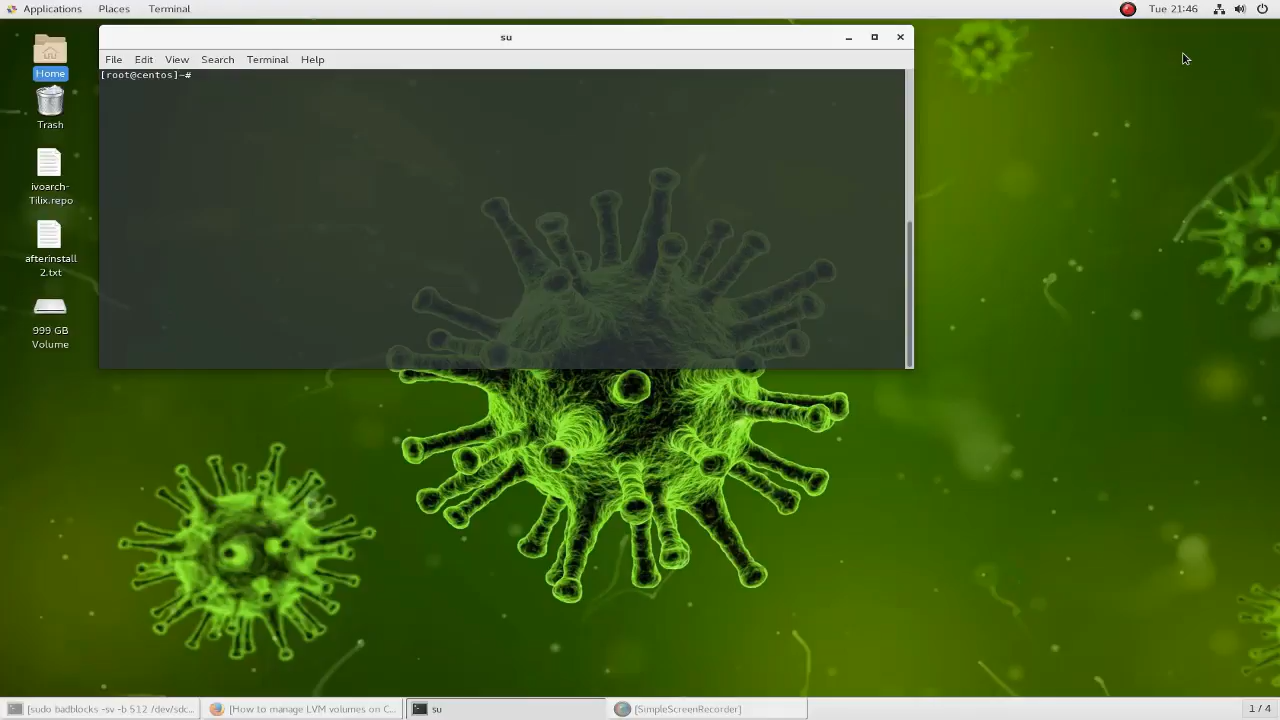 Applications Places Terminal Tue 21:46
su
File Edit View Search Terminal Help
[root@centos]~#
Home
Trash
ivoarch-
Tilix.repo
afterinstall
2.txt
999 GB
Volume
[sudo badblocks -sv -b 512 /dev/sdc... [How to manage LVM volumes on C... su [SimpleScreenRecorder] 1 / 4